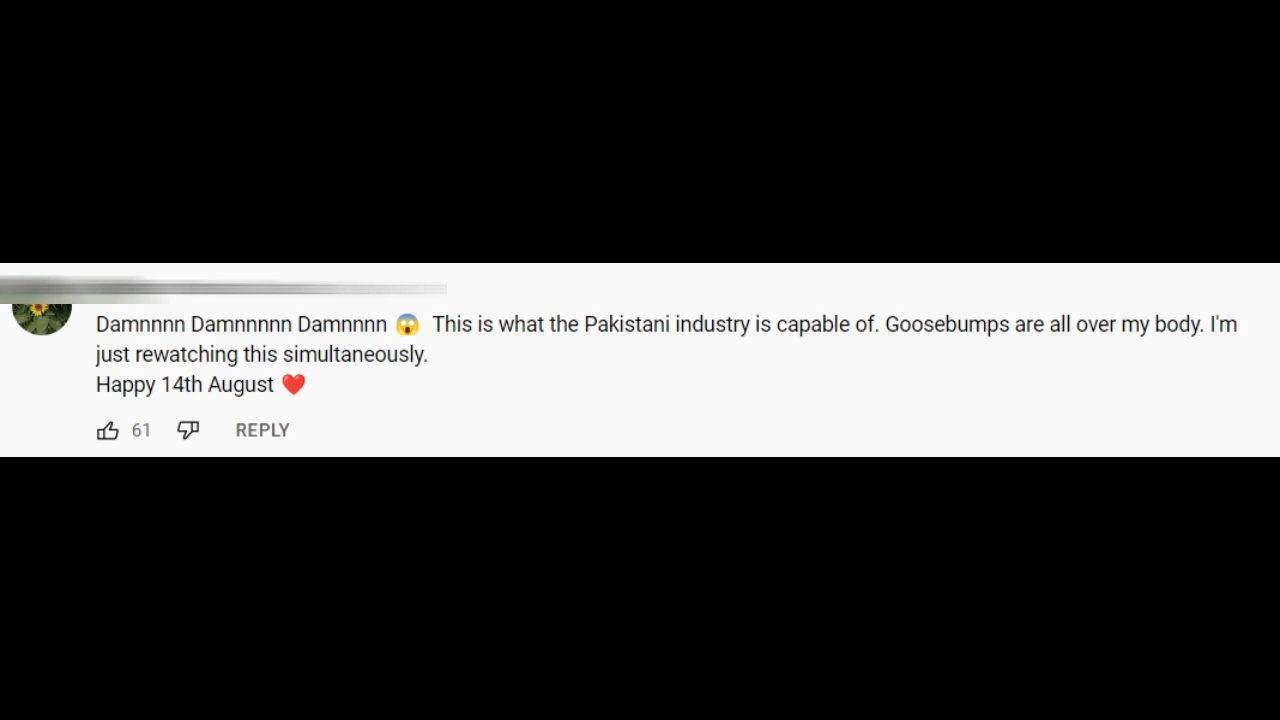 Damnnnn Damnnnnn Damnnnn 😱 This is what the Pakistani industry is capable of. Goosebumps are all over my body. I'm
just rewatching this simultaneously.
Happy 14th August ❤️
61 REPLY